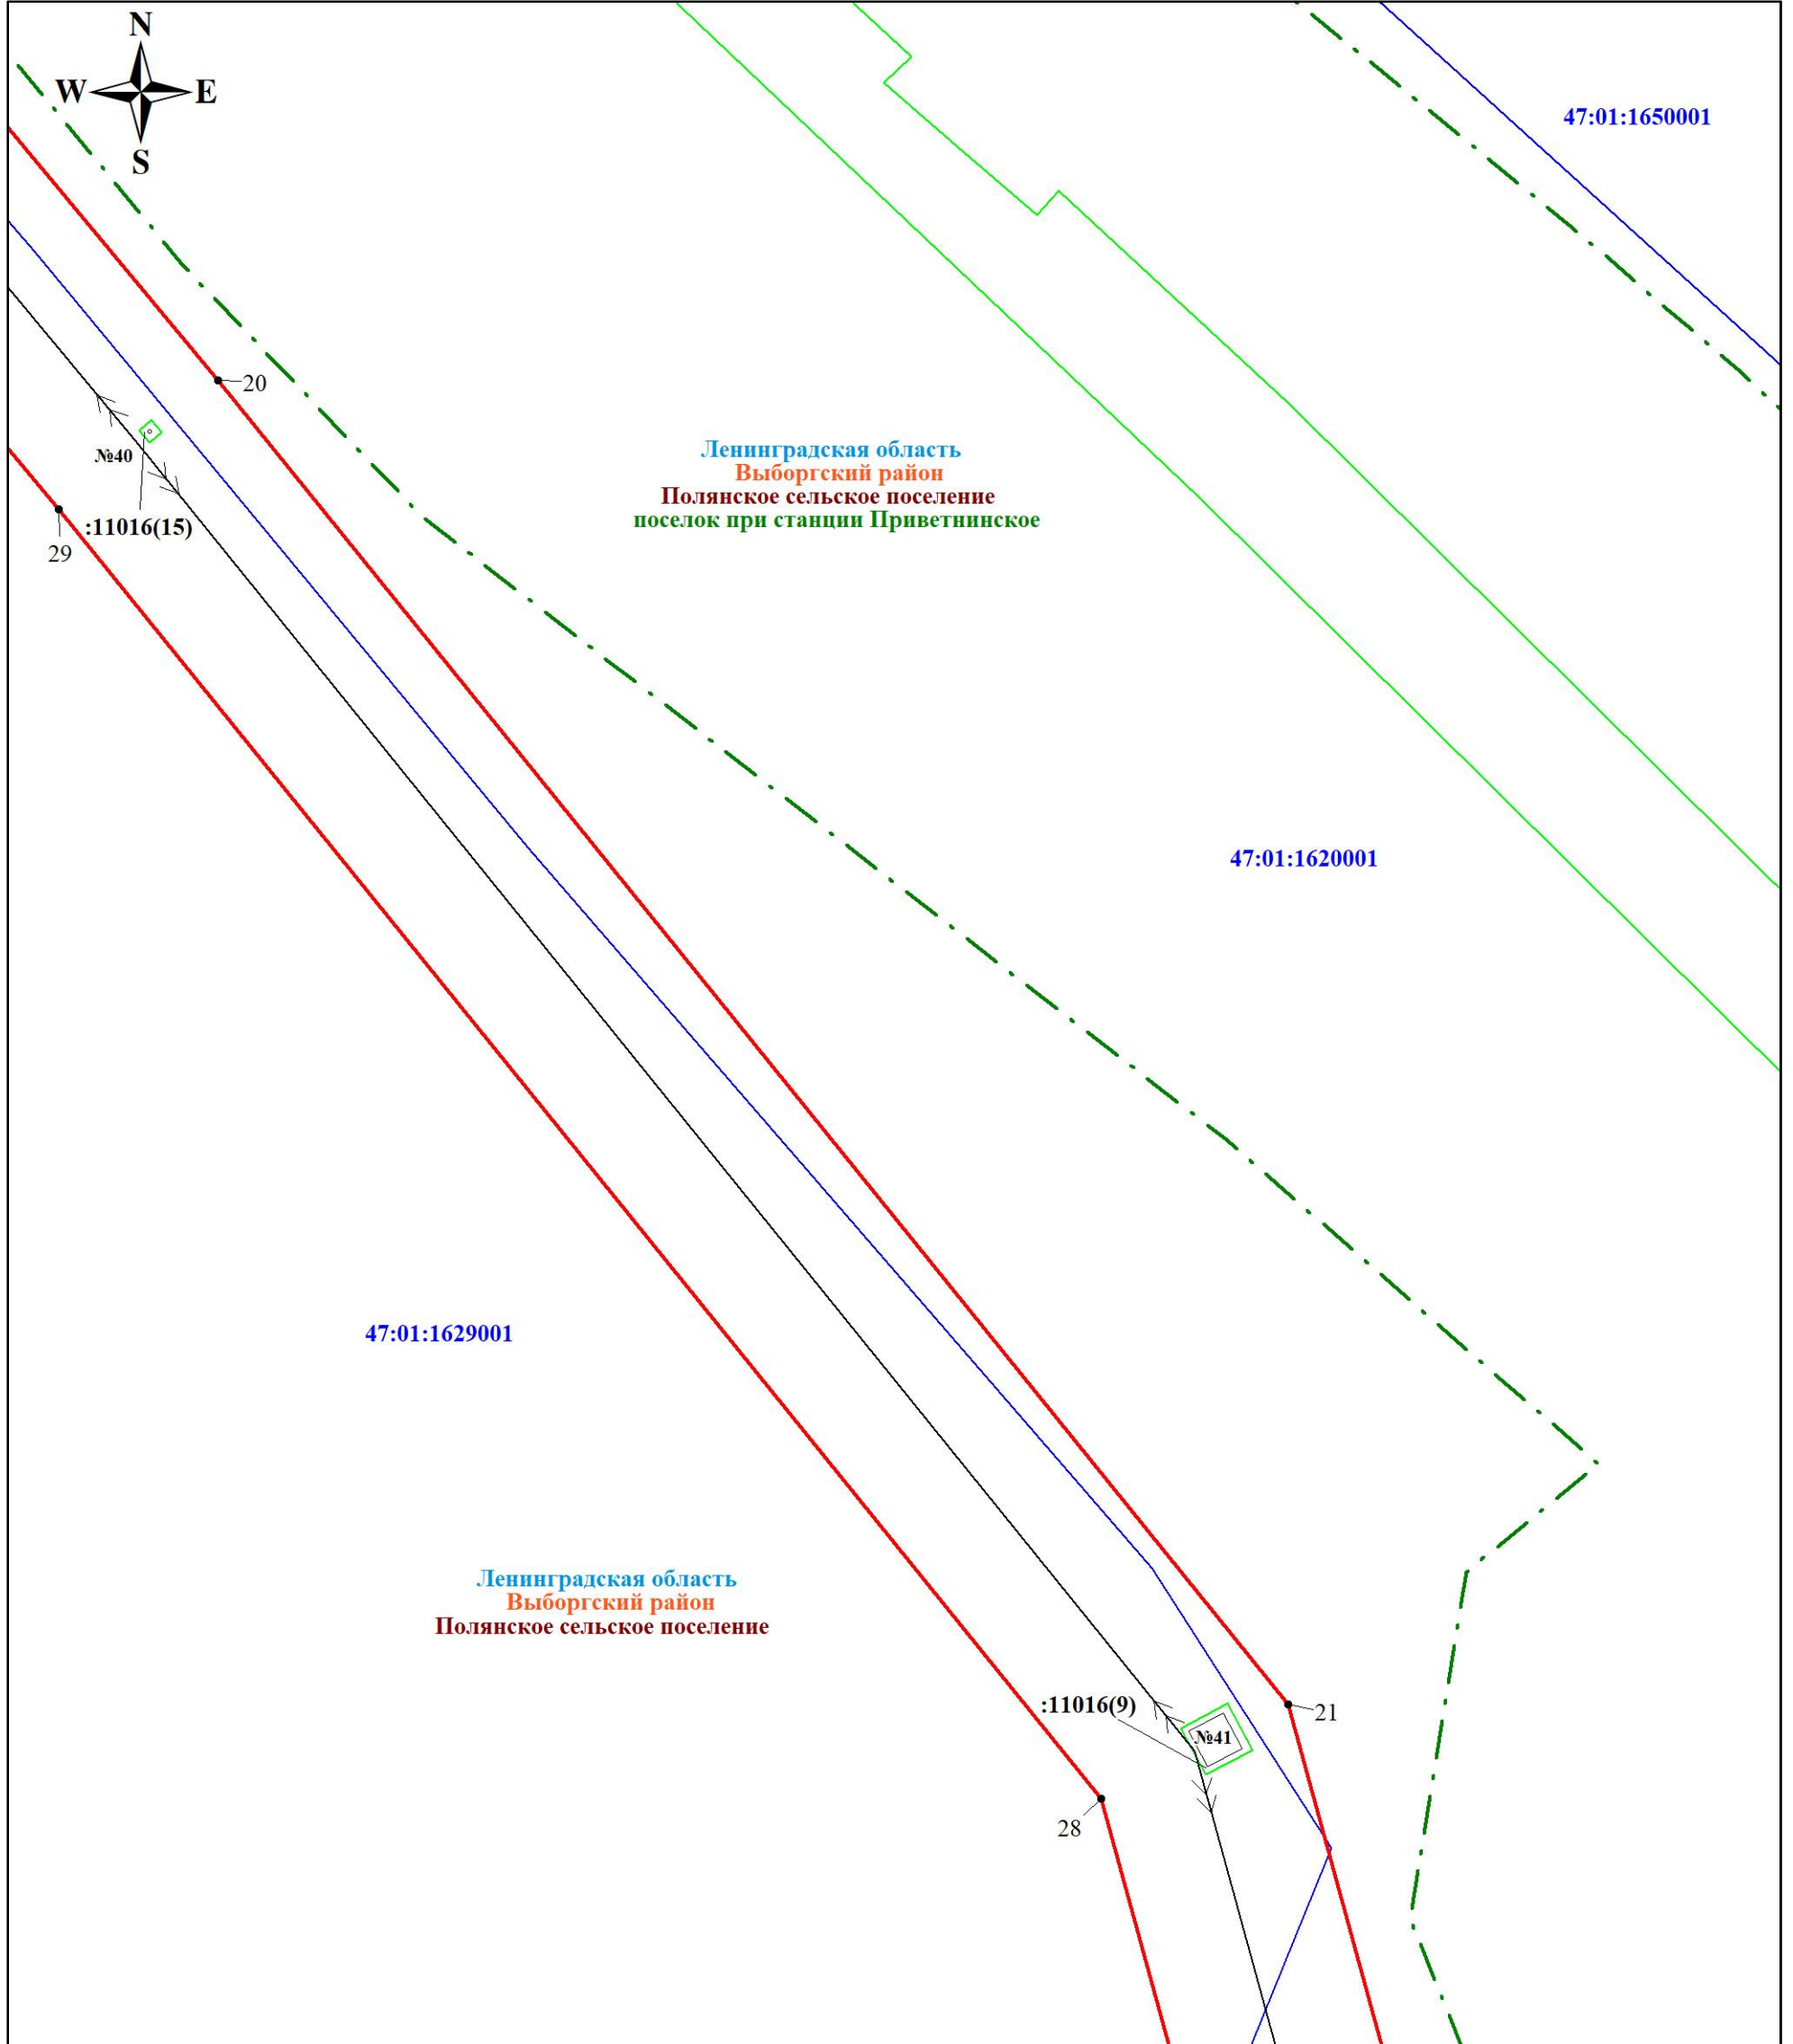 N
W E
S
47:01:1650001
20
Ленинградская область
Выборгский район
Полянское сельское поселение
поселок при станции Приветнинское
№40
:11016(15)
29
47:01:1620001
47:01:1629001
Ленинградская область
Выборгский район
Полянское сельское поселение
:11016(9)
№41
21
28